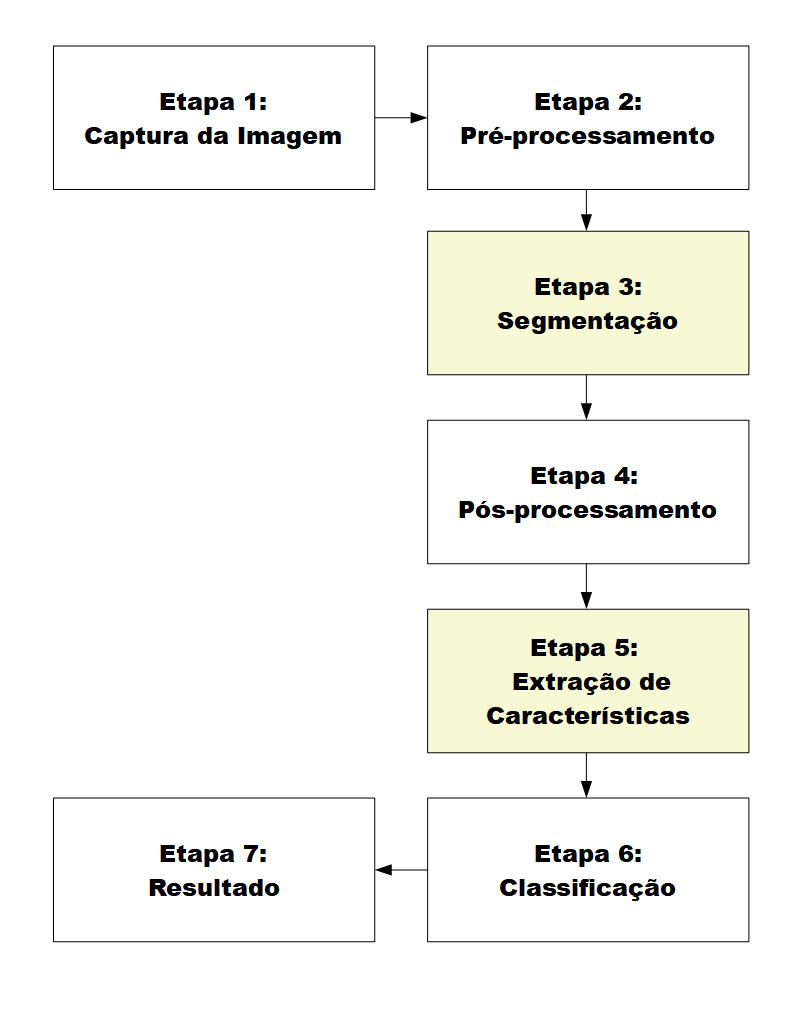 Etapa 1:
Captura da Imagem
Etapa 2:
Pré-processamento
Etapa 3:
Segmentação
Etapa 4:
Pós-processamento
Etapa 5:
Extração de
Características
Etapa 6:
Classificação
Etapa 7:
Resultado